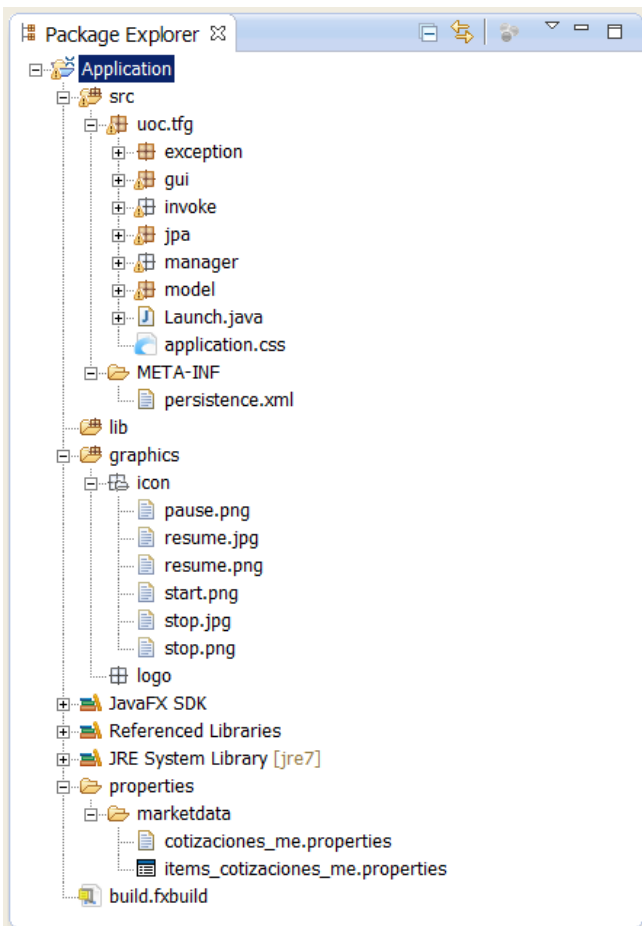 Package Explorer
Application
src
uoc.tfg
exception
gui
invoke
jpa
manager
model
Launch.java
application.css
META-INF
persistence.xml
lib
graphics
icon
pause.png
resume.jpg
resume.png
start.png
stop.jpg
stop.png
logo
JavaFX SDK
Referenced Libraries
JRE System Library [jre7]
properties
marketdata
cotizaciones_me.properties
items_cotizaciones_me.properties
build.fxbuild